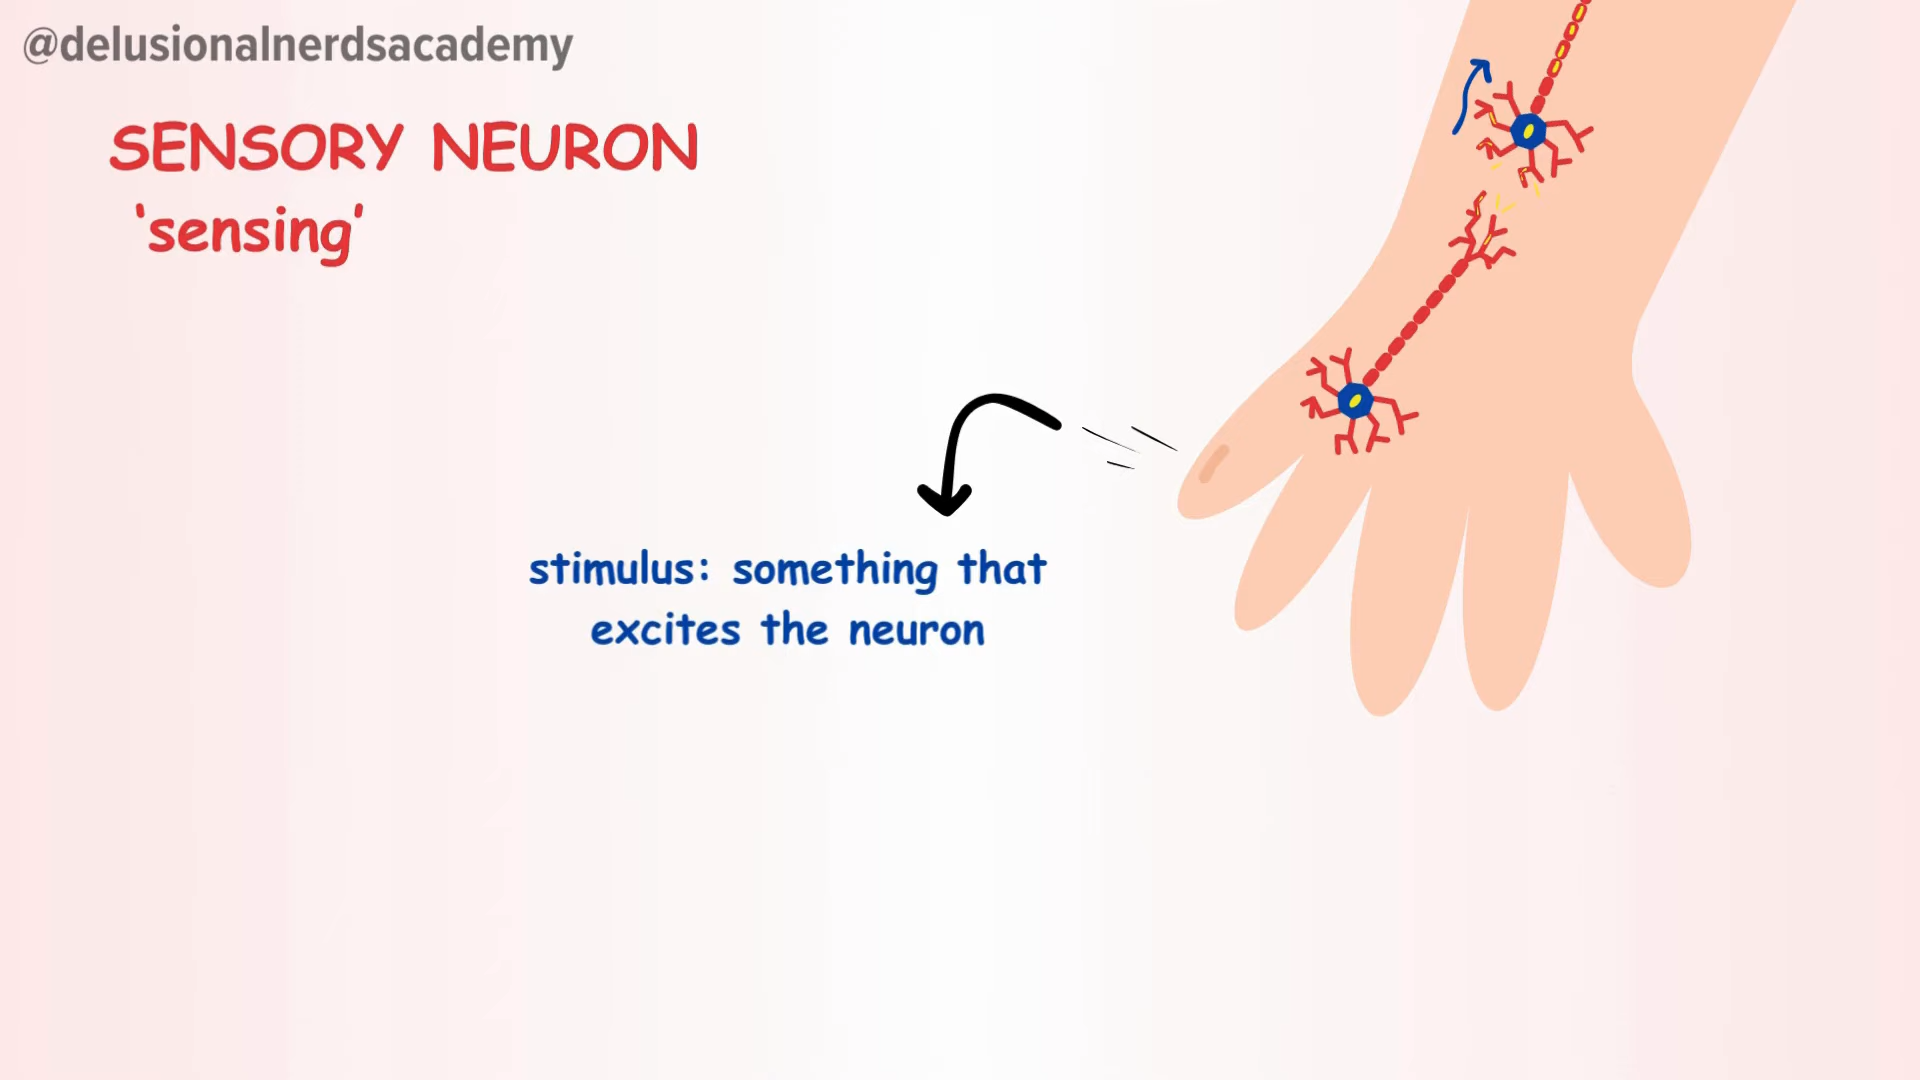 @delusionalnerdsacademy
SENSORY NEURON
'sensing'
stimulus: something that
excites the neuron